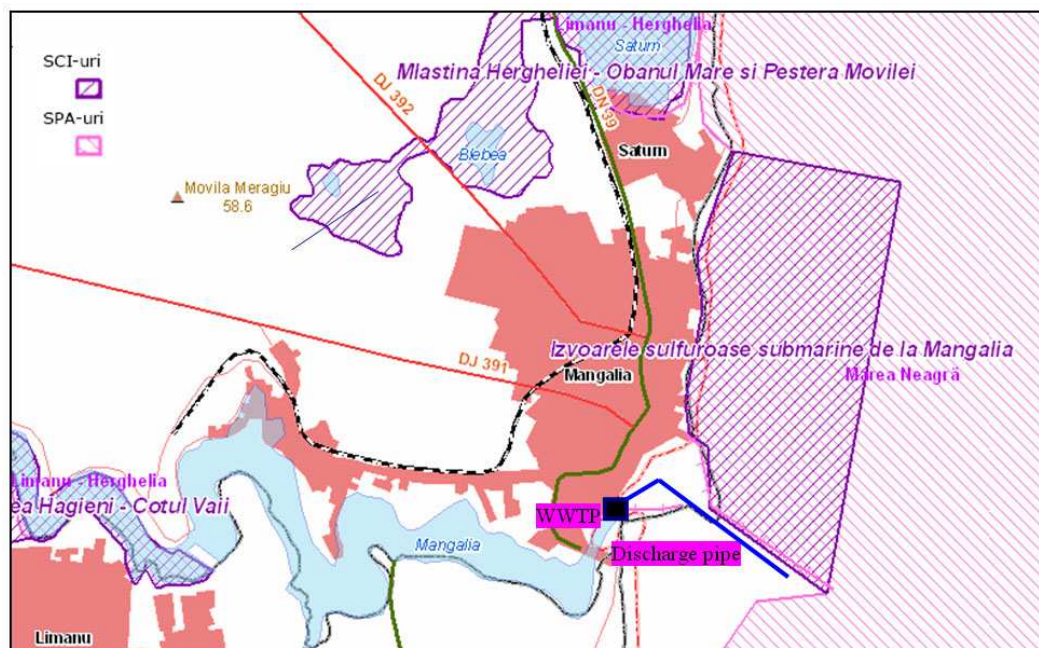 Limanu - Herghelia
Saturn
SCI-uri
DJ 392
Mlastina Hergheliei - Obanul Mare si Pestera Movilei
SPA-uri
DN 39
Blebea
Saturn
Movila Meragiu
58.6
DJ 391
Izvoarele sulfuroase submarine de la Mangalia
Mangalia
Marea Neagră
Limanu - Herghelia
ea Hagieni - Cotul Vaii
WWTP
Mangalia
Discharge pipe
Limanu